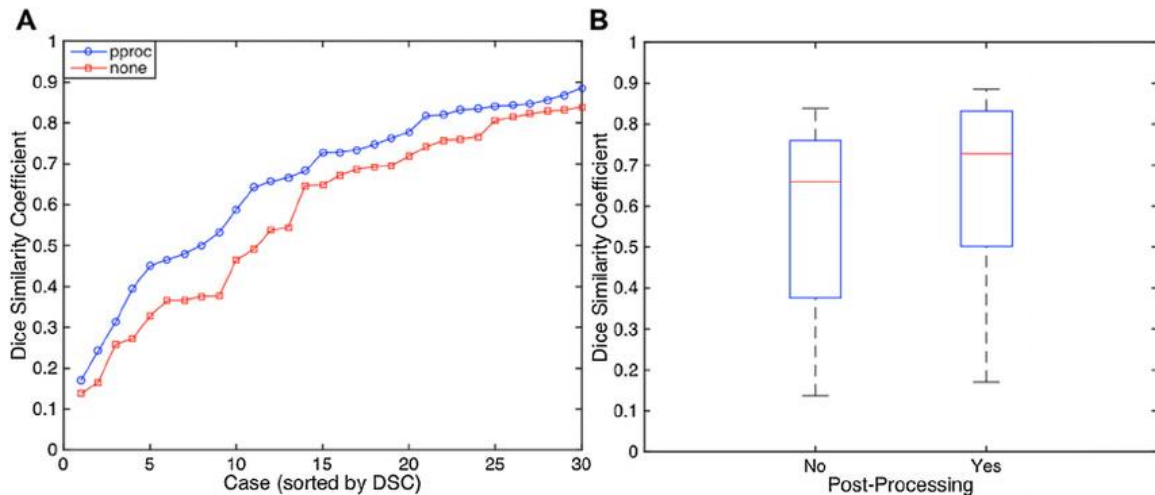 A
1
0.9
0.8
0.7
0.6
0.5
0.4
0.3
0.2
0.1
0
Dice Similarity Coefficient
pproc
none
0 5 10 15 20 25 30
Case (sorted by DSC)
B
1
0.9
0.8
0.7
0.6
0.5
0.4
0.3
0.2
0.1
0
Dice Similarity Coefficient
No Yes
Post-Processing